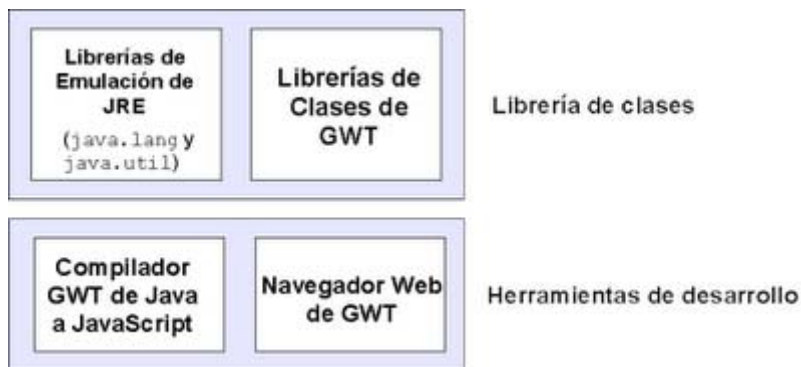 Librerías de
Emulación de
JRE
(java.lang y
java.util)
Librerías de
Clases de
GWT
Librería de clases
Compilador
GWT de Java
a JavaScript
Navegador Web
de GWT
Herramientas de desarrollo